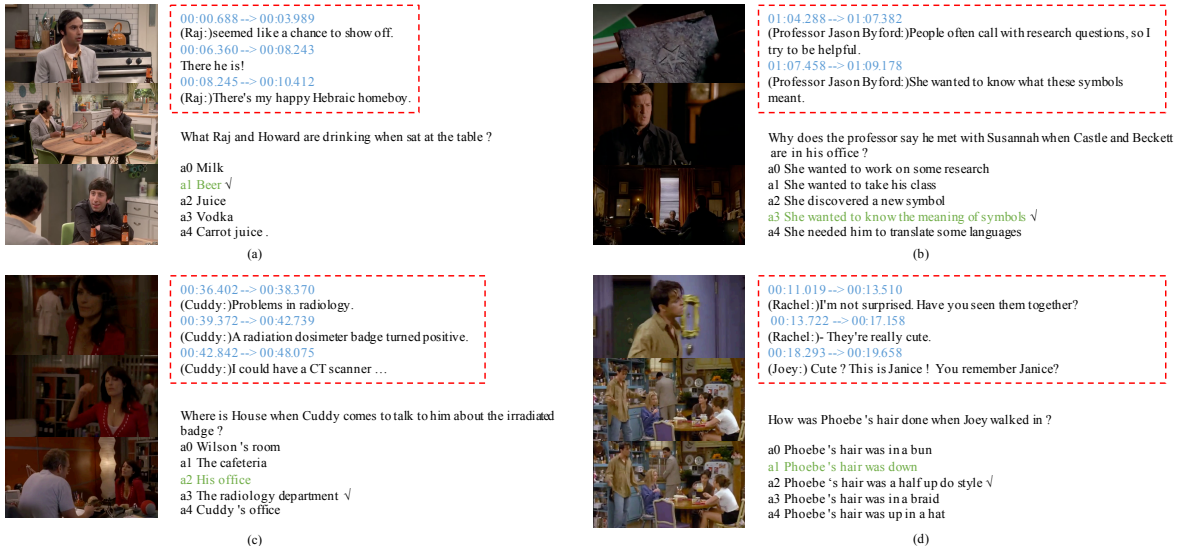 00:00.688 --> 00:03.989
(Raj:)seemed like a chance to show off.
00:06.360 --> 00:08.243
There he is!
00:08.245 --> 00:10.412
(Raj:)There's my happy Hebraic homeboy.
What Raj and Howard are drinking when sat at the table ?
a0 Milk
a1 Beer √
a2 Juice
a3 Vodka
a4 Carrot juice .
(a)
01:04.288 --> 01:07.382
(Professor Jason Byford:)People often call with research questions, so I
try to be helpful.
01:07.458 --> 01:09.178
(Professor Jason Byford:)She wanted to know what these symbols
meant.
Why does the professor say he met with Susannah when Castle and Beckett
are in his office ?
a0 She wanted to work on some research
a1 She wanted to take his class
a2 She discovered a new symbol
a3 She wanted to know the meaning of symbols √
a4 She needed him to translate some languages
(b)
00:36.402 --> 00:38.370
(Cuddy:)Problems in radiology.
00:39.372 --> 00:42.739
(Cuddy:)A radiation dosimeter badge turned positive.
00:42.842 --> 00:48.075
(Cuddy:)I could have a CT scanner …
Where is House when Cuddy comes to talk to him about the irradiated
badge ?
a0 Wilson 's room
a1 The cafeteria
a2 His office
a3 The radiology department √
a4 Cuddy 's office
(c)
00:11.019 --> 00:13.510
(Rachel:)I'm not surprised. Have you seen them together?
00:13.722 --> 00:17.158
(Rachel:)- They're really cute.
00:18.293 --> 00:19.658
(Joey:) Cute ? This is Janice ! You remember Janice?
How was Phoebe 's hair done when Joey walked in ?
a0 Phoebe 's hair was in a bun
a1 Phoebe 's hair was down
a2 Phoebe ‘s hair was a half up do style √
a3 Phoebe 's hair was in a braid
a4 Phoebe 's hair was up in a hat
(d)